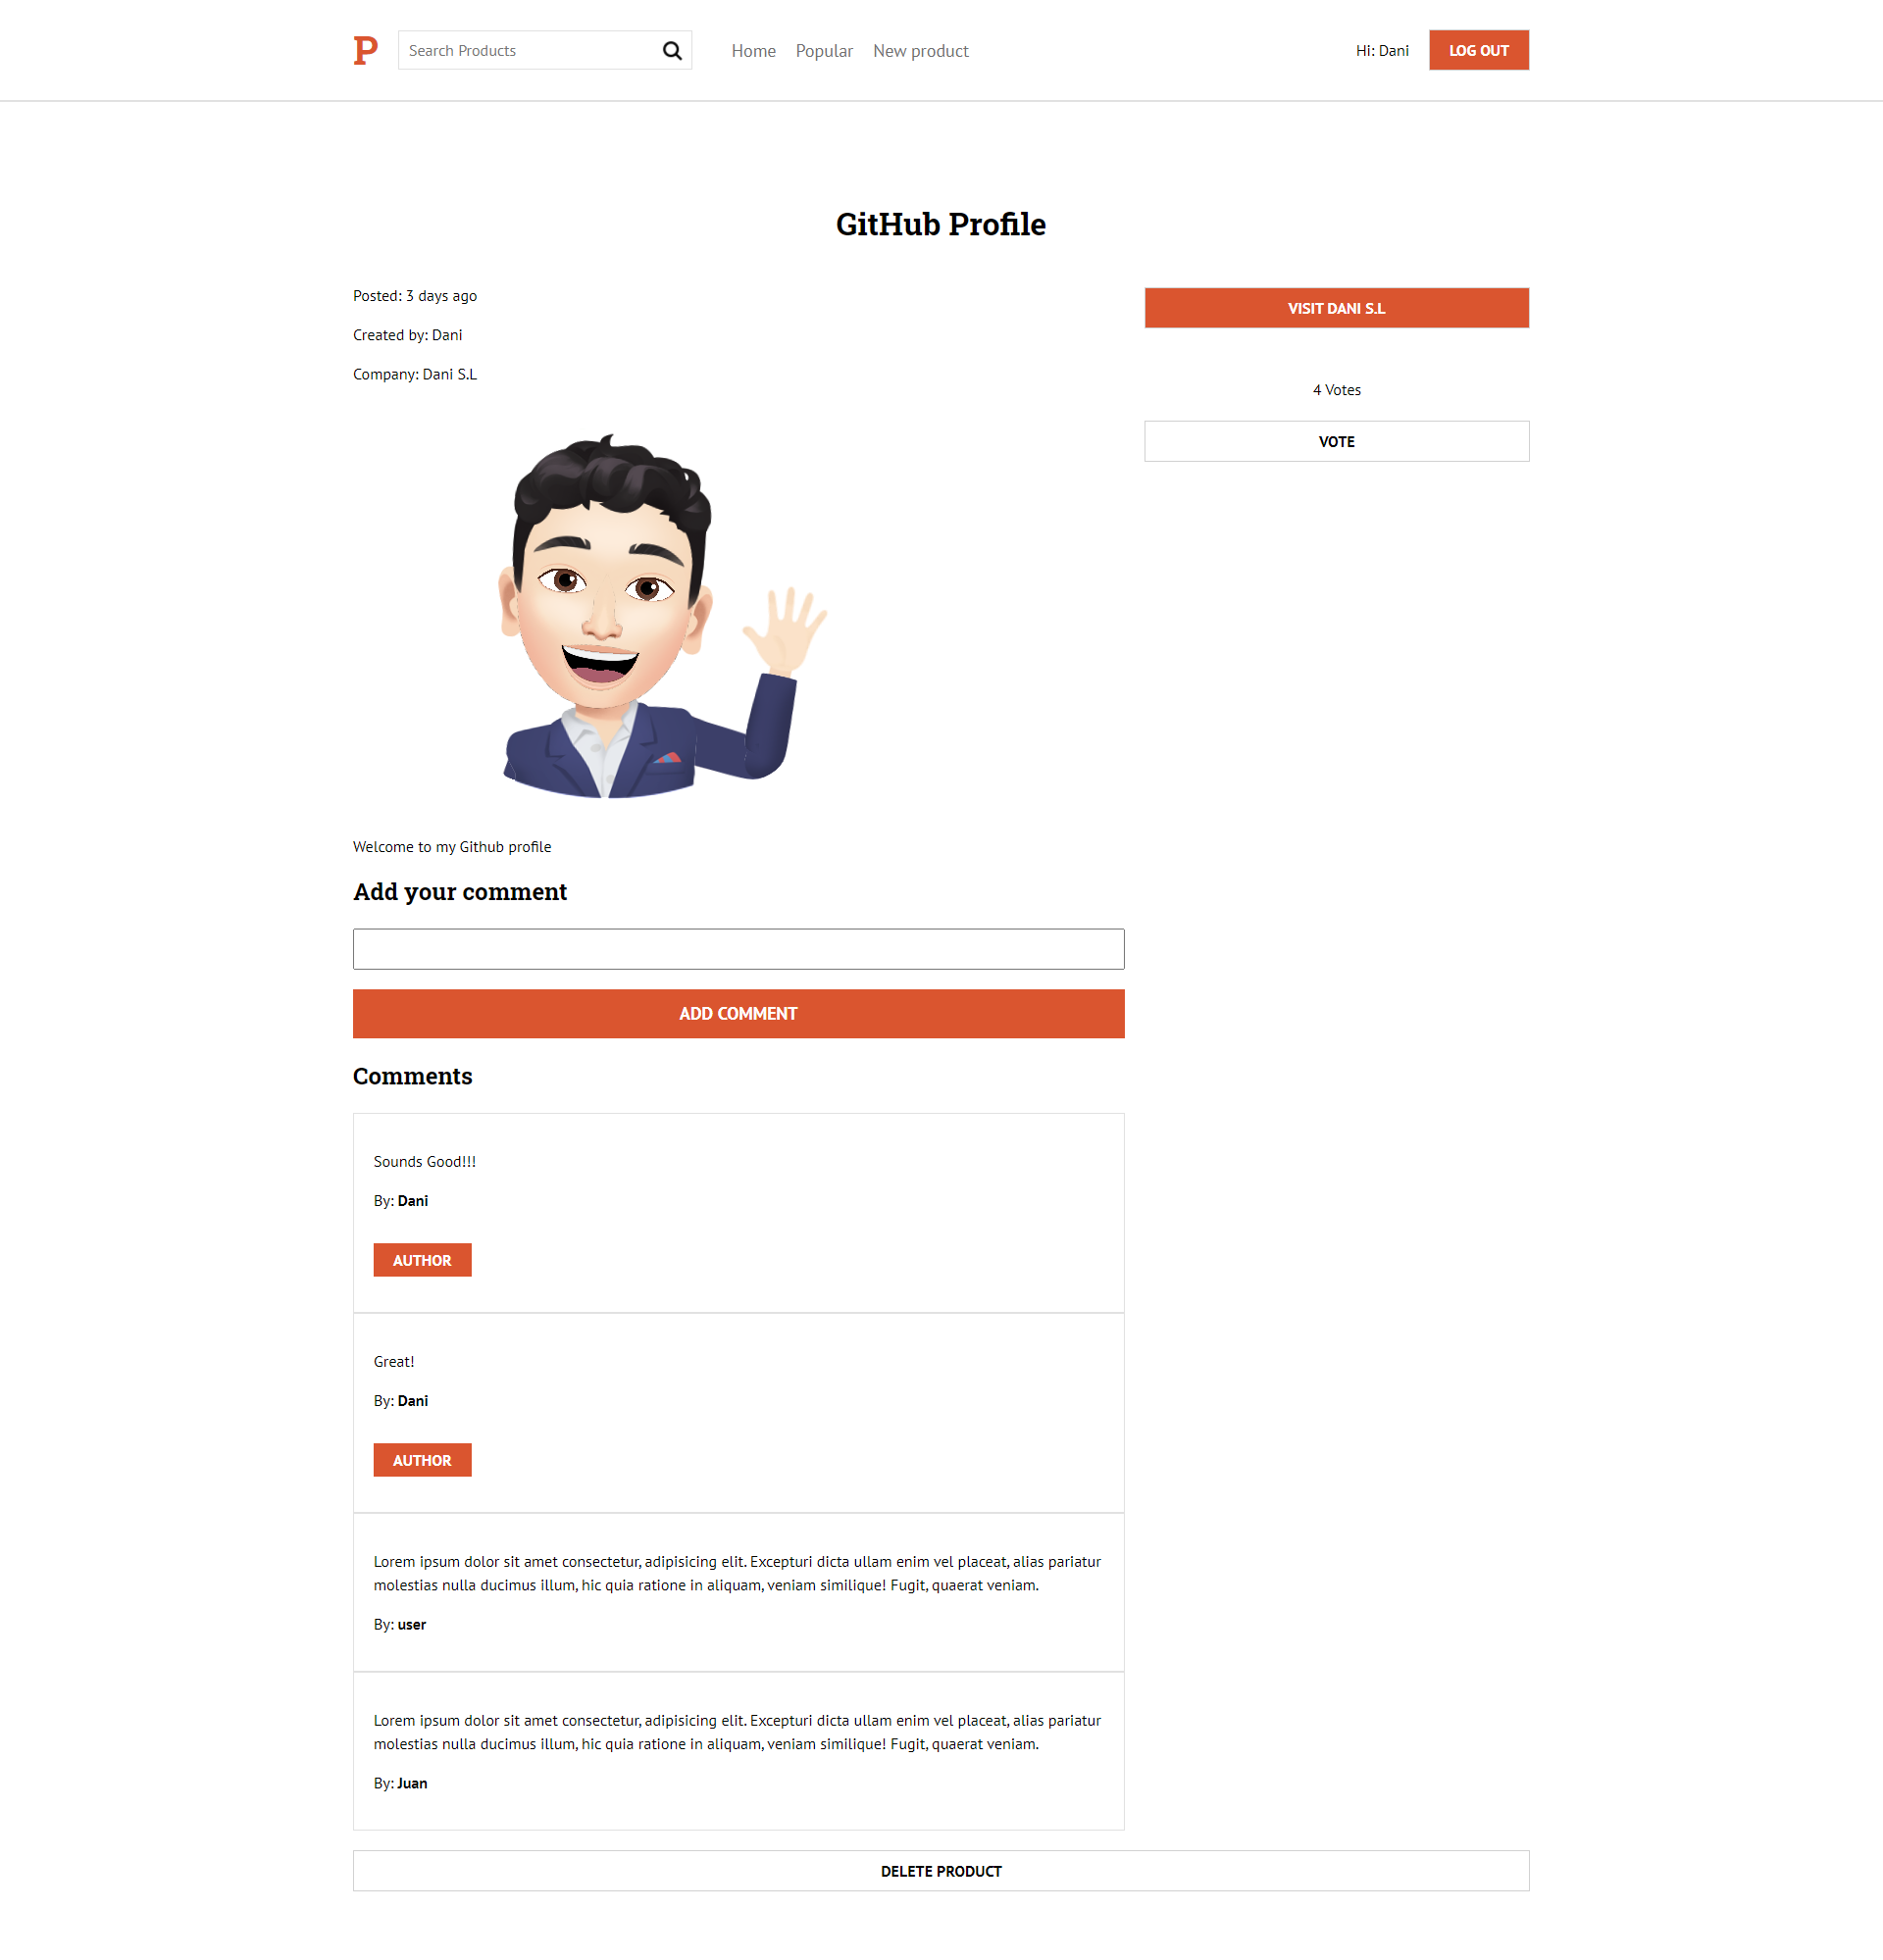 P
Search Products
Home Popular New product
Hi: Dani
LOG OUT
GitHub Profile
Posted: 3 days ago
Created by: Dani
Company: Dani S.L
VISIT DANI S.L
4 Votes
VOTE
Welcome to my Github profile
Add your comment
ADD COMMENT
Comments
Sounds Good!!!
By: Dani
AUTHOR
Great!
By: Dani
AUTHOR
Lorem ipsum dolor sit amet consectetur, adipisicing elit. Excepturi dicta ullam enim vel placeat, alias pariatur
molestias nulla ducimus illum, hic quia ratione in aliquam, veniam similique! Fugit, quaerat veniam.
By: user
Lorem ipsum dolor sit amet consectetur, adipisicing elit. Excepturi dicta ullam enim vel placeat, alias pariatur
molestias nulla ducimus illum, hic quia ratione in aliquam, veniam similique! Fugit, quaerat veniam.
By: Juan
DELETE PRODUCT